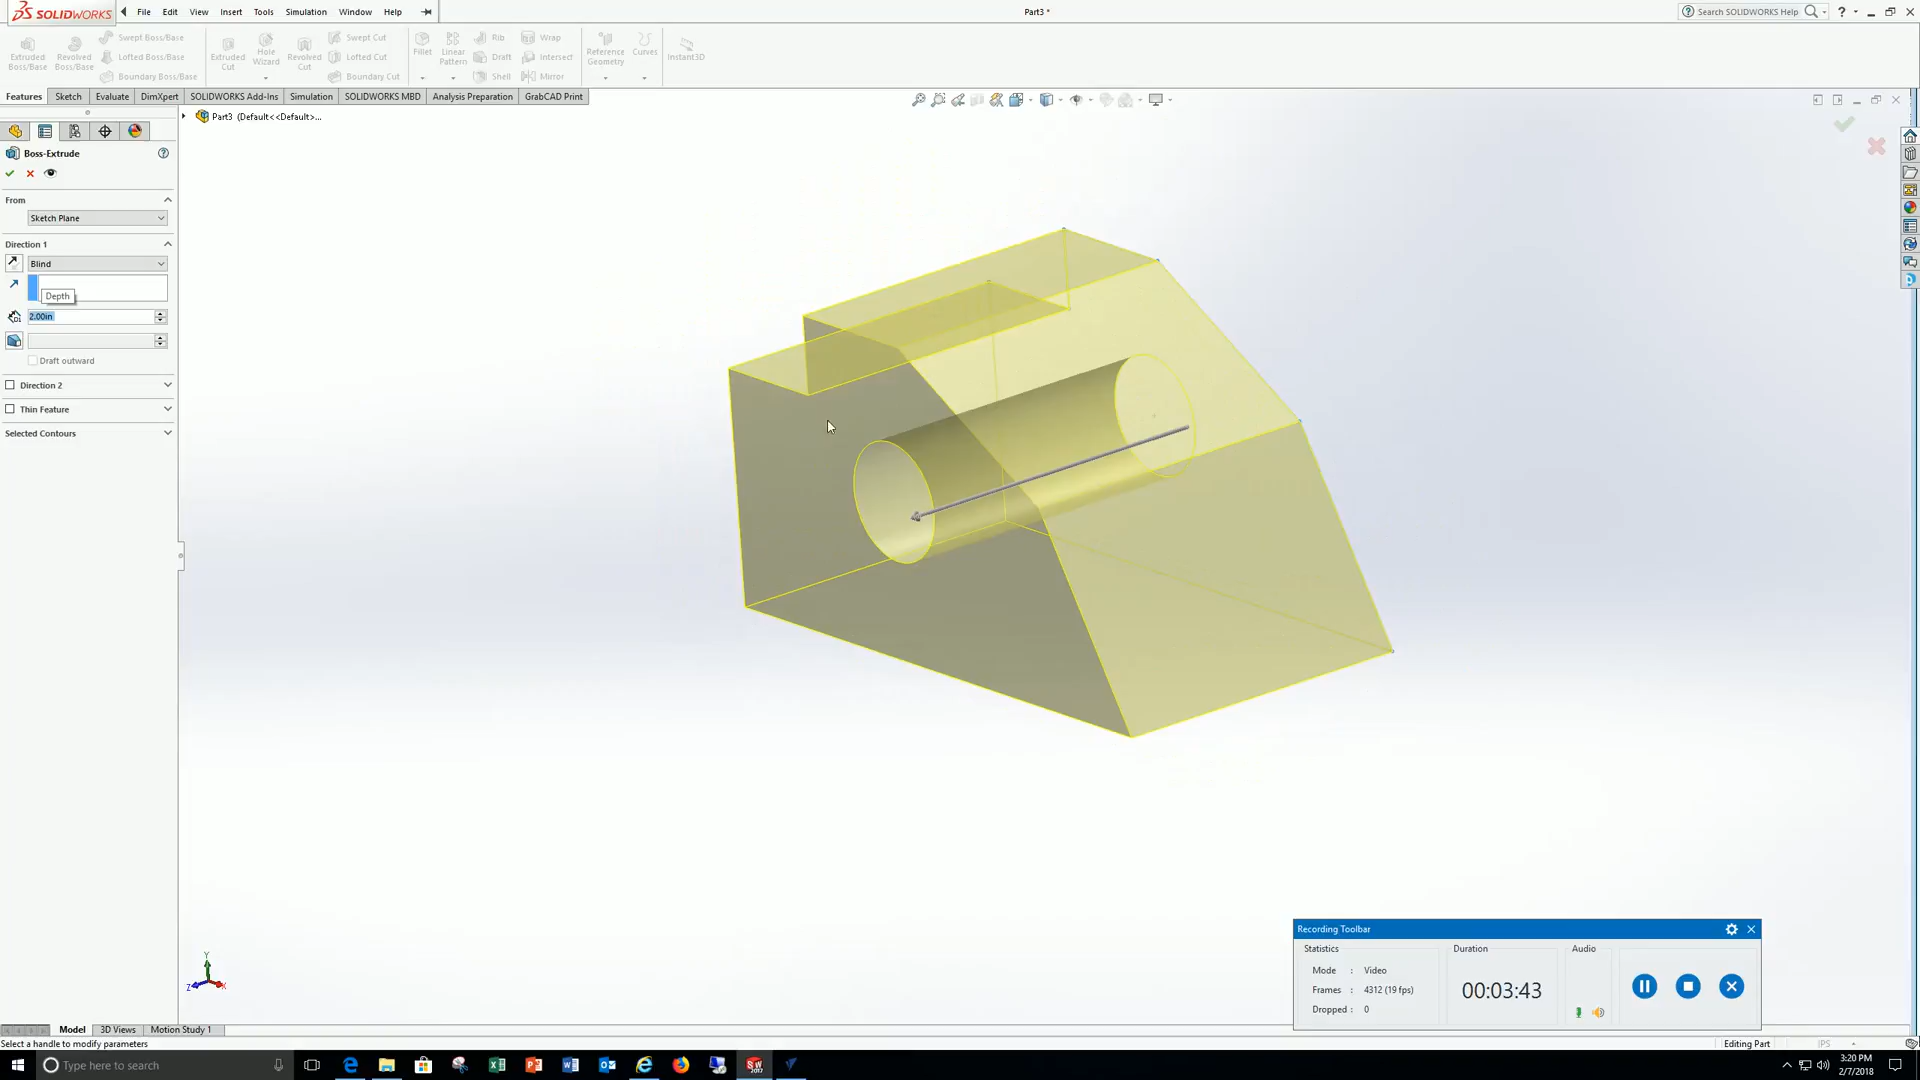 SOLIDWORKS File Edit View Insert Tools Simulation Window Help Part3 * Search SOLIDWORKS Help
Extruded Boss/Base Revolved Boss/Base Swept Boss/Base Lofted Boss/Base Boundary Boss/Base Extruded Cut Hole Wizard Revolved Cut Swept Cut Lofted Cut Boundary Cut Fillet Linear Pattern Rib Draft Shell Wrap Intersect Mirror Reference Geometry Curves Instant3D
Features Sketch Evaluate DimXpert SOLIDWORKS Add-Ins Simulation SOLIDWORKS MBD Analysis Preparation GrabCAD Print
Part3 (Default<<Default>...
Boss-Extrude
From
Sketch Plane
Direction 1
Blind
Depth
2.00in
Draft outward
Direction 2
Thin Feature
Selected Contours
Y
Z X
Recording Toolbar
Statistics Duration Audio
Mode : Video
Frames : 4312 (19 fps)
00:03:43
Dropped : 0
Model 3D Views Motion Study 1
Select a handle to modify parameters Editing Part IPS
Type here to search
3:20 PM
2/7/2018